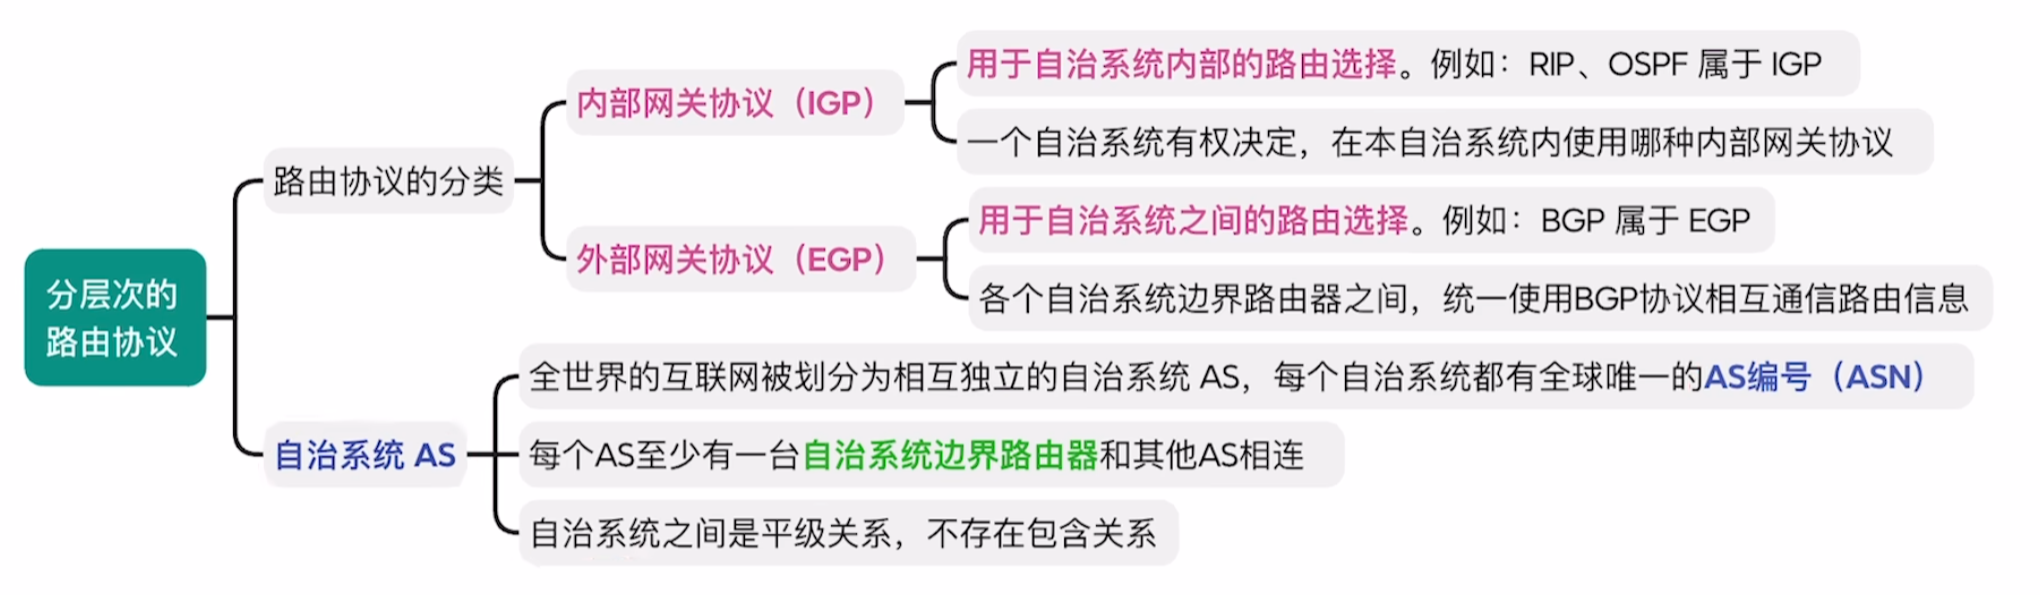 分层次的
路由协议
路由协议的分类
内部网关协议（IGP）
用于自治系统内部的路由选择。例如：RIP、OSPF 属于 IGP
一个自治系统有权决定，在本自治系统内使用哪种内部网关协议
外部网关协议（EGP）
用于自治系统之间的路由选择。例如：BGP 属于 EGP
各个自治系统边界路由器之间，统一使用BGP协议相互通信路由信息
自治系统 AS
全世界的互联网被划分为相互独立的自治系统 AS，每个自治系统都有全球唯一的AS编号（ASN）
每个AS至少有一台自治系统边界路由器和其他AS相连
自治系统之间是平级关系，不存在包含关系